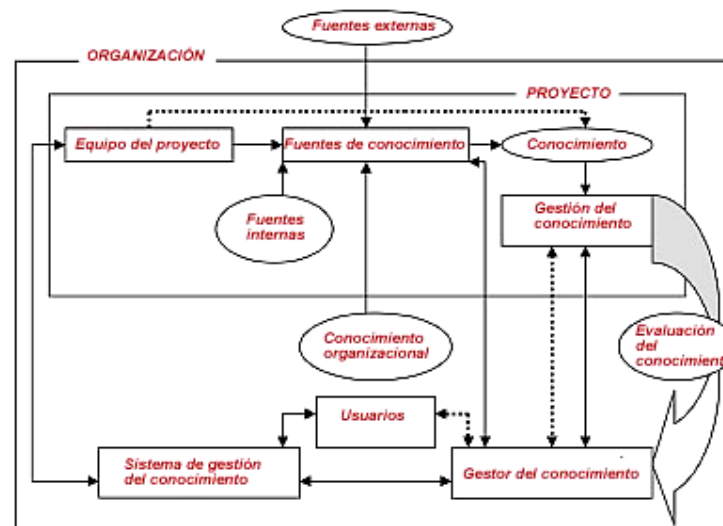 Fuentes externas
ORGANIZACIÓN
PROYECTO
Equipo del proyecto
Fuentes de conocimiento
Conocimiento
Fuentes
internas
Gestión del
conocimiento
Conocimiento
organizacional
Evaluación
del
conocimient
Usuarios
Sistema de gestión
del conocimiento
Gestor del conocimiento